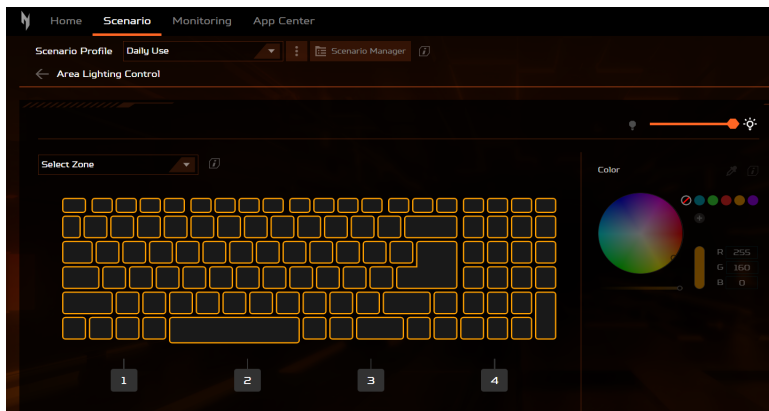 Home Scenario Monitoring App Center
Scenario Profile Daily Use Scenario Manager i
Area Lighting Control
Select Zone i
Color i
R 255
G 160
B 0
1 2 3 4